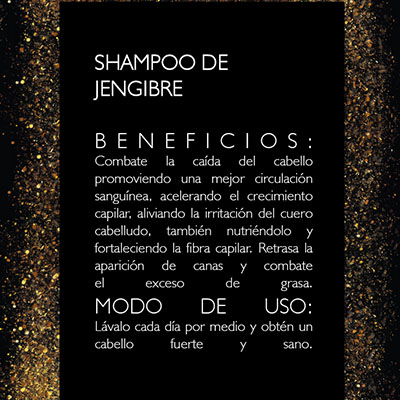 SHAMPOO DE
JENGIBRE
BENEFICIOS:
Combate la caída del cabello
promoviendo una mejor circulación
sanguínea, acelerando el crecimiento
capilar, aliviando la irritación del cuero
cabelludo, también nutriéndolo y
fortaleciendo la fibra capilar. Retrasa la
aparición de canas y combate
el exceso de grasa.
MODO DE USO:
Lávalo cada día por medio y obtén un
cabello fuerte y sano.